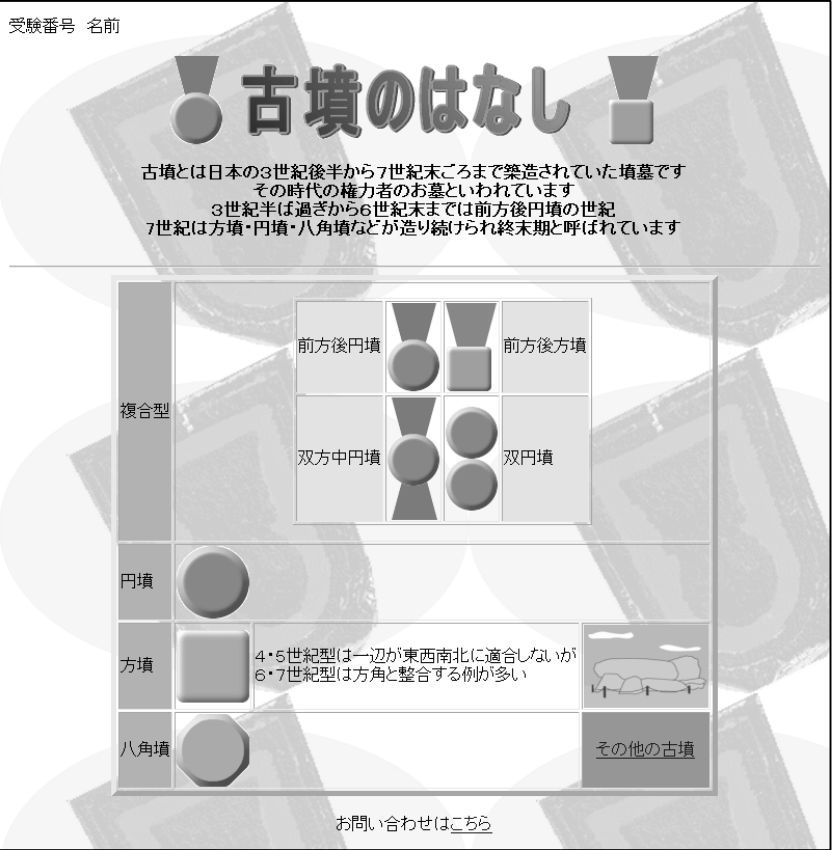 受験番号 名前
古墳のはなし
古墳とは日本の3世紀後半から7世紀末ごろまで築造されていた墳墓です
その時代の権力者のお墓といわれています
3世紀半ば過ぎから6世紀末までは前方後円墳の世紀
7世紀は方墳・円墳・八角墳などが造り続けられ終末期と呼ばれています
複合型
前方後円墳
前方後方墳
双方中円墳
双円墳
円墳
方墳
4・5世紀型は一辺が東西南北に適合しないが
6・7世紀型は方角と整合する例が多い
八角墳
その他の古墳
お問い合わせはこちら